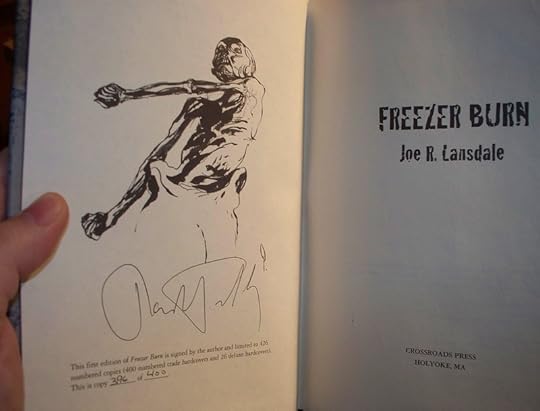 This first edition of Freezer Burn is signed by the author and limited to 426
numbered copies (400 numbered trade hardcovers and 26 deluxe hardcovers).
This is copy 396 of 400
FREEZER BURN
Joe R. Lansdale
CROSSROADS PRESS
HOLYOKE, MA